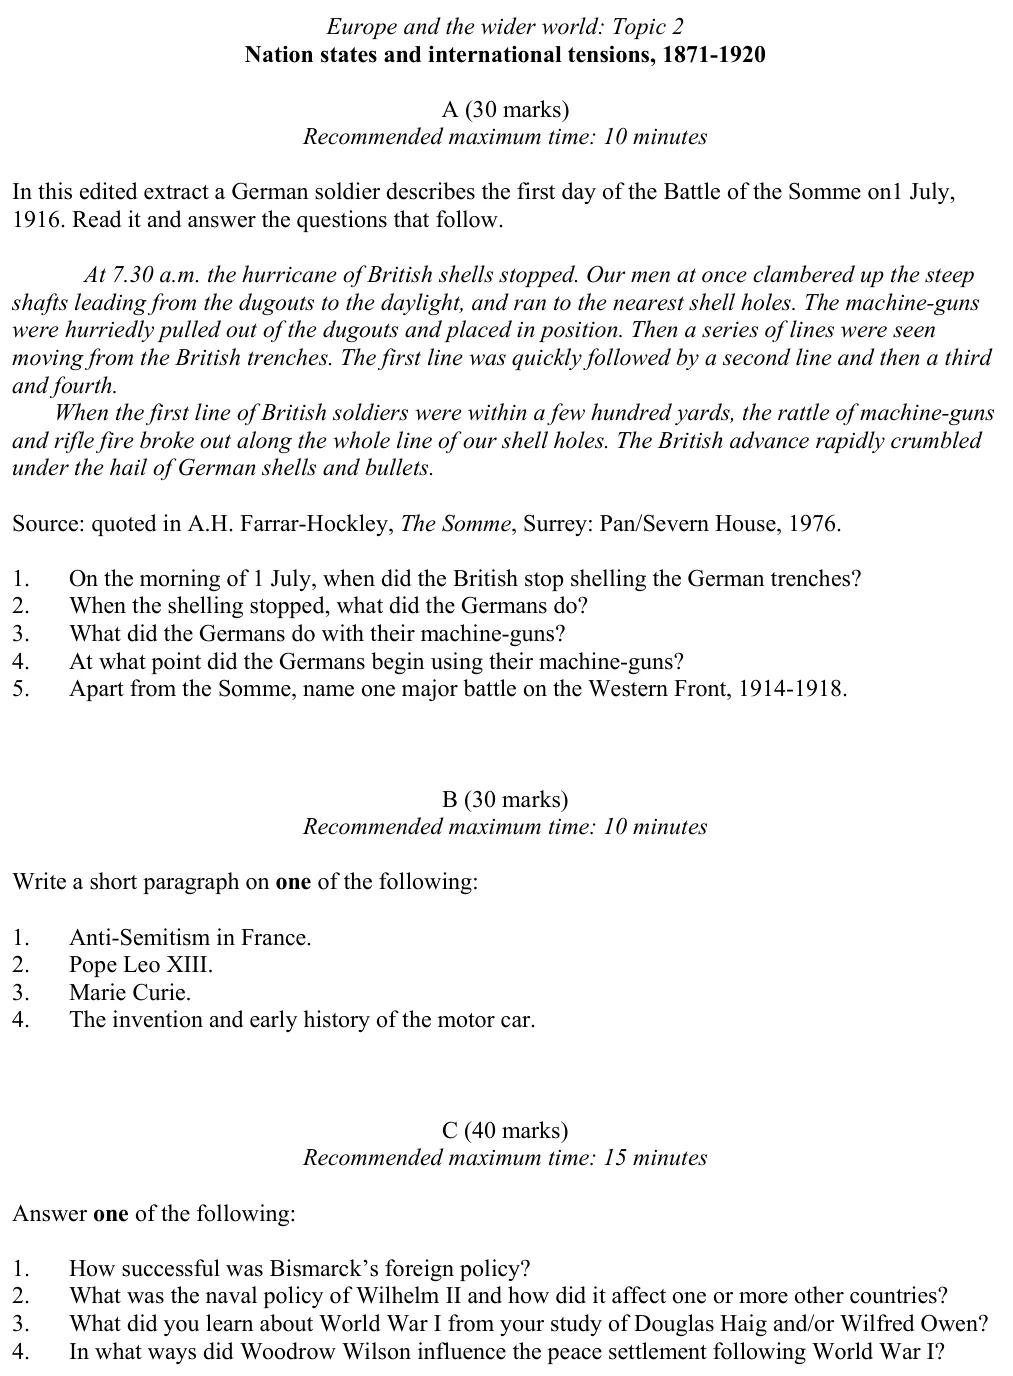 Europe and the wider world: Topic 2
Nation states and international tensions, 1871-1920
A (30 marks)
Recommended maximum time: 10 minutes
In this edited extract a German soldier describes the first day of the Battle of the Somme on1 July,
1916. Read it and answer the questions that follow.
At 7.30 a.m. the hurricane of British shells stopped. Our men at once clambered up the steep
shafts leading from the dugouts to the daylight, and ran to the nearest shell holes. The machine-guns
were hurriedly pulled out of the dugouts and placed in position. Then a series of lines were seen
moving from the British trenches. The first line was quickly followed by a second line and then a third
and fourth.
When the first line of British soldiers were within a few hundred yards, the rattle of machine-guns
and rifle fire broke out along the whole line of our shell holes. The British advance rapidly crumbled
under the hail of German shells and bullets.
Source: quoted in A.H. Farrar-Hockley, The Somme, Surrey: Pan/Severn House, 1976.
1. On the morning of 1 July, when did the British stop shelling the German trenches?
2. When the shelling stopped, what did the Germans do?
3. What did the Germans do with their machine-guns?
4. At what point did the Germans begin using their machine-guns?
5. Apart from the Somme, name one major battle on the Western Front, 1914-1918.
B (30 marks)
Recommended maximum time: 10 minutes
Write a short paragraph on one of the following:
1. Anti-Semitism in France.
2. Pope Leo XIII.
3. Marie Curie.
4. The invention and early history of the motor car.
C (40 marks)
Recommended maximum time: 15 minutes
Answer one of the following:
1. How successful was Bismarck’s foreign policy?
2. What was the naval policy of Wilhelm II and how did it affect one or more other countries?
3. What did you learn about World War I from your study of Douglas Haig and/or Wilfred Owen?
4. In what ways did Woodrow Wilson influence the peace settlement following World War I?